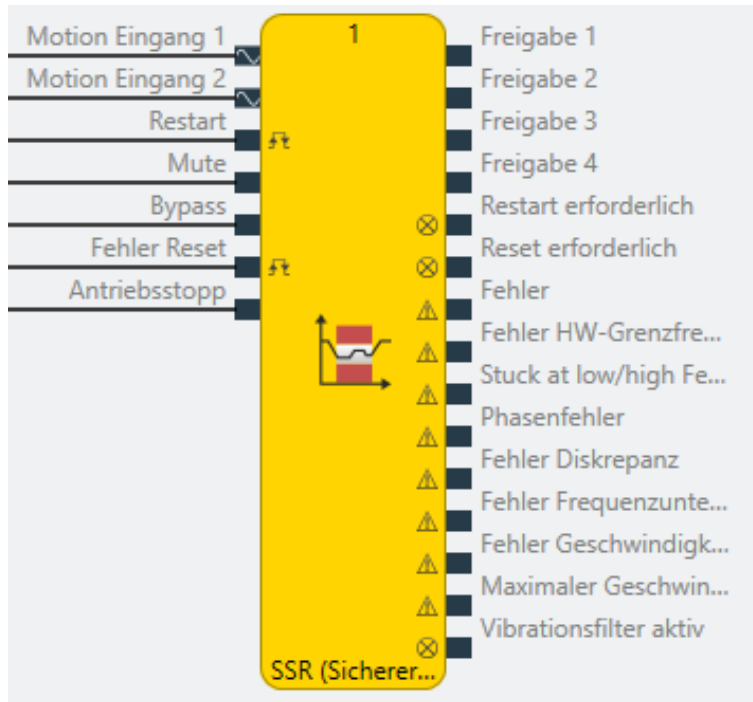 Motion Eingang 1
Motion Eingang 2
Restart
Mute
Bypass
Fehler Reset
Antriebsstopp
1
SSR (Sicherer...
Freigabe 1
Freigabe 2
Freigabe 3
Freigabe 4
Restart erforderlich
Reset erforderlich
Fehler
Fehler HW-Grenzfre...
Stuck at low/high Fe...
Phasenfehler
Fehler Diskrepanz
Fehler Frequenzunte...
Fehler Geschwindigk...
Maximaler Geschwin...
Vibrationsfilter aktiv